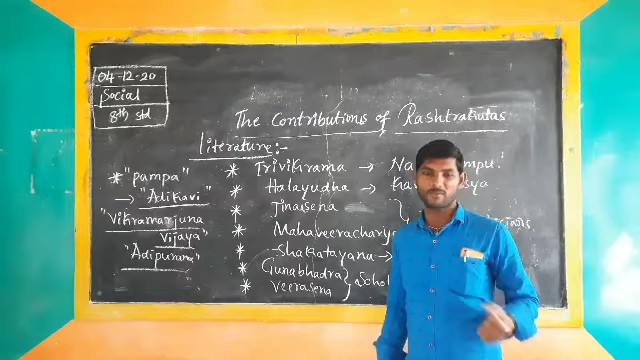 04-12-20
Social
8th std
The Contributions of Rashtrakutas
Literature:-
* "Pampa"
→ "Adikavi"
"Vikramarjuna
Vijaya"
"Adipurana"
* Trivikrama →
* Halayudha →
* Jinasena
* Mahaveeracharya
* Shakatayana →
* Gunabhadra
* Veerasena